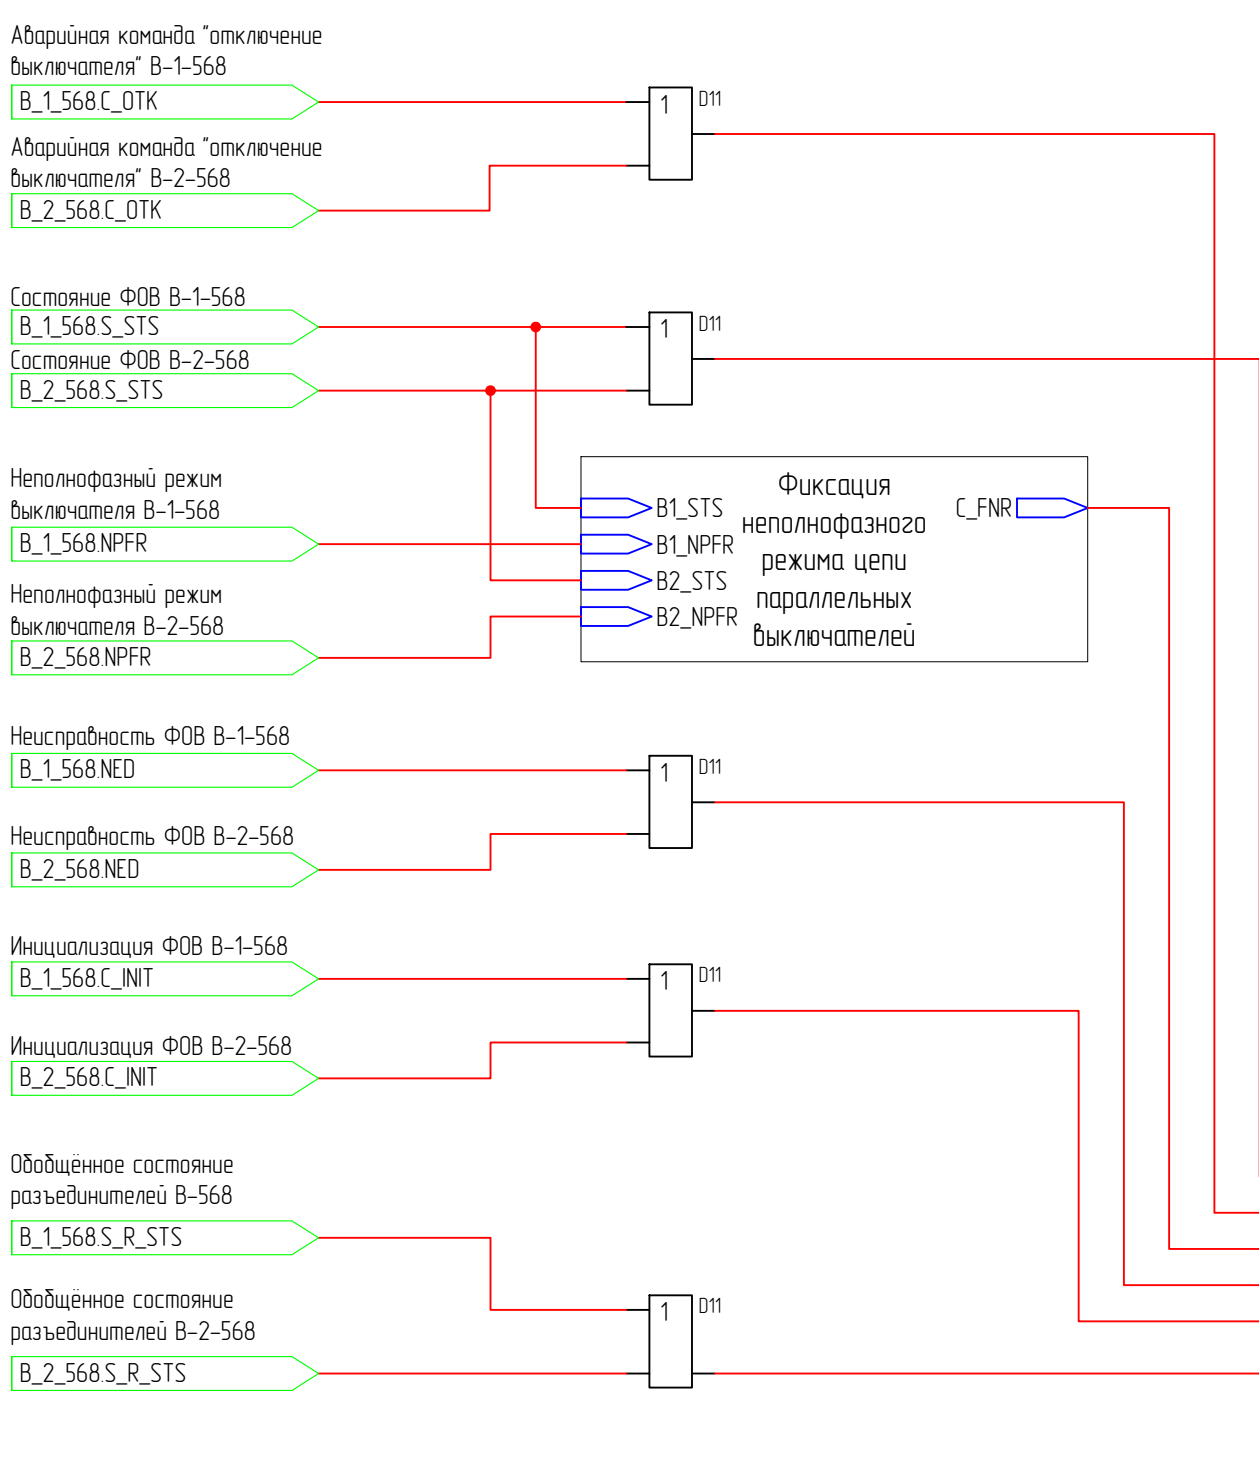 Аварийная команда "отключение
выключателя" В-1-568
B_1_568.C_OTK
1
D11
Аварийная команда "отключение
выключателя" В-2-568
B_2_568.C_OTK
Состояние ФОВ В-1-568
B_1_568.S_STS
1
D11
Состояние ФОВ В-2-568
B_2_568.S_STS
Неполнофазный режим
выключателя В-1-568
B_1_568.NPFR
Неполнофазный режим
выключателя В-2-568
B_2_568.NPFR
B1_STS
B1_NPFR
B2_STS
B2_NPFR
Фиксация
неполнофазного
режима цепи
параллельных
выключателей
C_FNR
Неисправность ФОВ В-1-568
B_1_568.NED
1
D11
Неисправность ФОВ В-2-568
B_2_568.NED
Инициализация ФОВ В-1-568
B_1_568.C_INIT
1
D11
Инициализация ФОВ В-2-568
B_2_568.C_INIT
Обобщённое состояние
разъединителей В-568
B_1_568.S_R_STS
Обобщённое состояние
разъединителей В-2-568
B_2_568.S_R_STS
1
D11